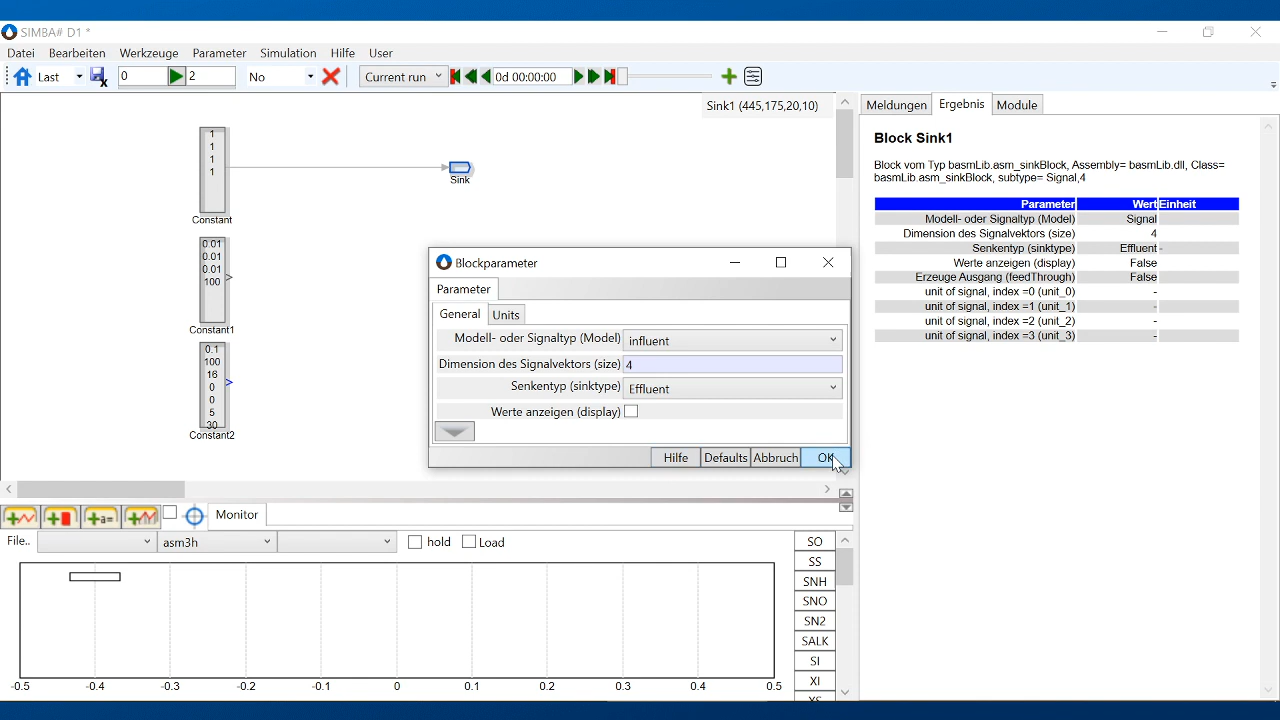 SIMBA# D1 *
Datei Bearbeiten Werkzeuge Parameter Simulation Hilfe User
Last 0 2 No Current run 0d 00:00:00
Sink1 (445,175,20,10)
1
1
1
1
Constant
Sink
0.01
0.01
0.01
100
Constant1
0.1
100
16
0
0
5
30
Constant2
Blockparameter
Parameter
General Units
Modell- oder Signaltyp (Model) influent
Dimension des Signalvektors (size) 4
Senkentyp (sinktype) Effluent
Werte anzeigen (display)
Hilfe Defaults Abbruch OK
Meldungen Ergebnis Module
Block Sink1
Block vom Typ basmLib.asm_sinkBlock, Assembly= basmLib.dll, Class=
basmLib.asm_sinkBlock, subtype= Signal,4
Parameter Wert Einheit
Modell- oder Signaltyp (Model) Signal
Dimension des Signalvektors (size) 4
Senkentyp (sinktype) Effluent -
Werte anzeigen (display) False
Erzeuge Ausgang (feedThrough) False
unit of signal, index =0 (unit_0) -
unit of signal, index =1 (unit_1) -
unit of signal, index =2 (unit_2) -
unit of signal, index =3 (unit_3) -
+a=
Monitor
File.. asm3h hold Load
-0.5 -0.4 -0.3 -0.2 -0.1 0 0.1 0.2 0.3 0.4 0.5
SO
SS
SNH
SNO
SN2
SALK
SI
XI
XS